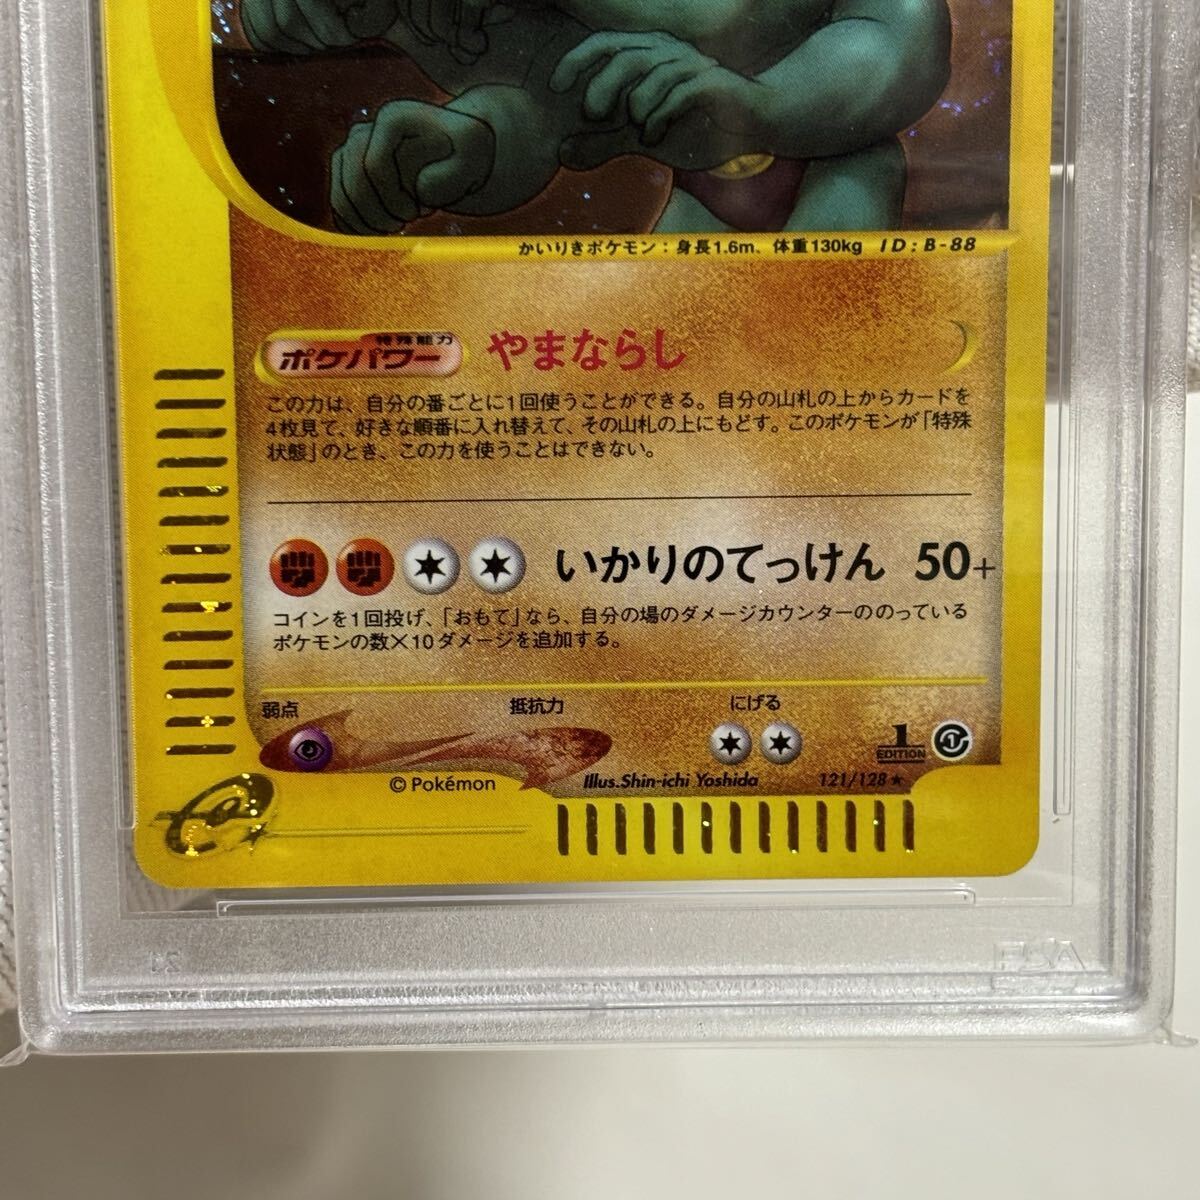 かいりきポケモン：身長1.6m、体重130kg ID:B-88
特殊能力
ポケパワー やまならし
この力は、自分の番ごとに1回使うことができる。自分の山札の上からカードを
4枚見て、好きな順番に入れ替えて、その山札の上にもどす。このポケモンが「特殊
状態」のとき、この力を使うことはできない。
いかりのてっけん 50+
コインを1回投げ、「おもて」なら、自分の場のダメージカウンターののっている
ポケモンの数×10ダメージを追加する。
弱点 抵抗力 にげる
1
EDITION
©Pokémon Illus.Shin-ichi Yoshida 121/128★
e
PSA